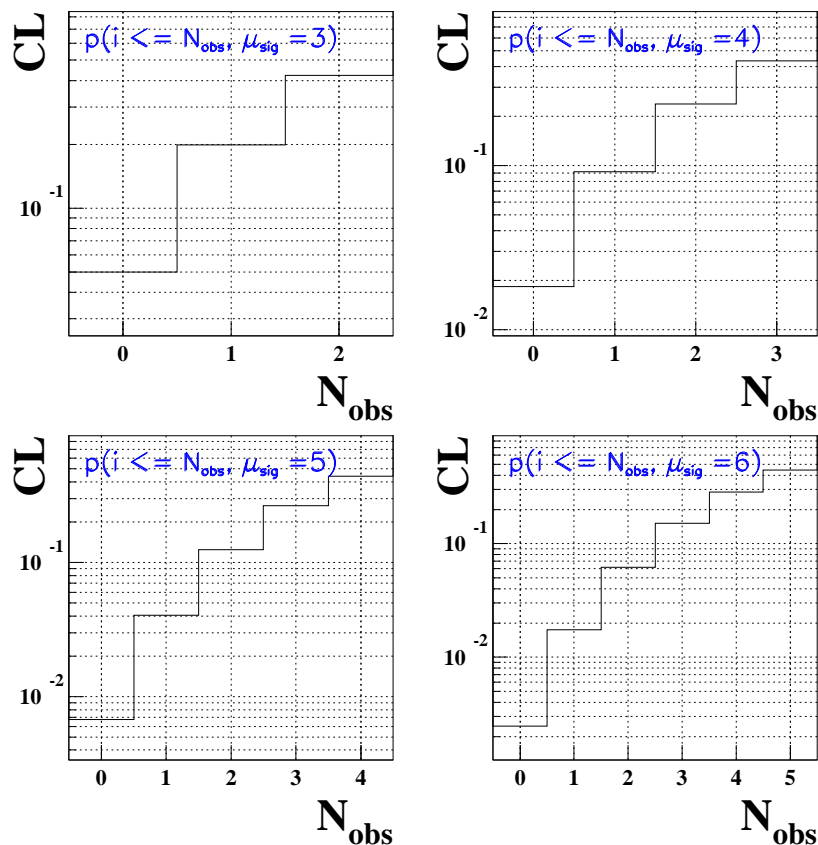 CL
p(i <= N_obs, μ_sig =3)
10^-1
0 1 2
N_obs
CL
p(i <= N_obs, μ_sig =4)
10^-1
10^-2
0 1 2 3
N_obs
CL
p(i <= N_obs, μ_sig =5)
10^-1
10^-2
0 1 2 3 4
N_obs
CL
p(i <= N_obs, μ_sig =6)
10^-1
10^-2
0 1 2 3 4 5
N_obs